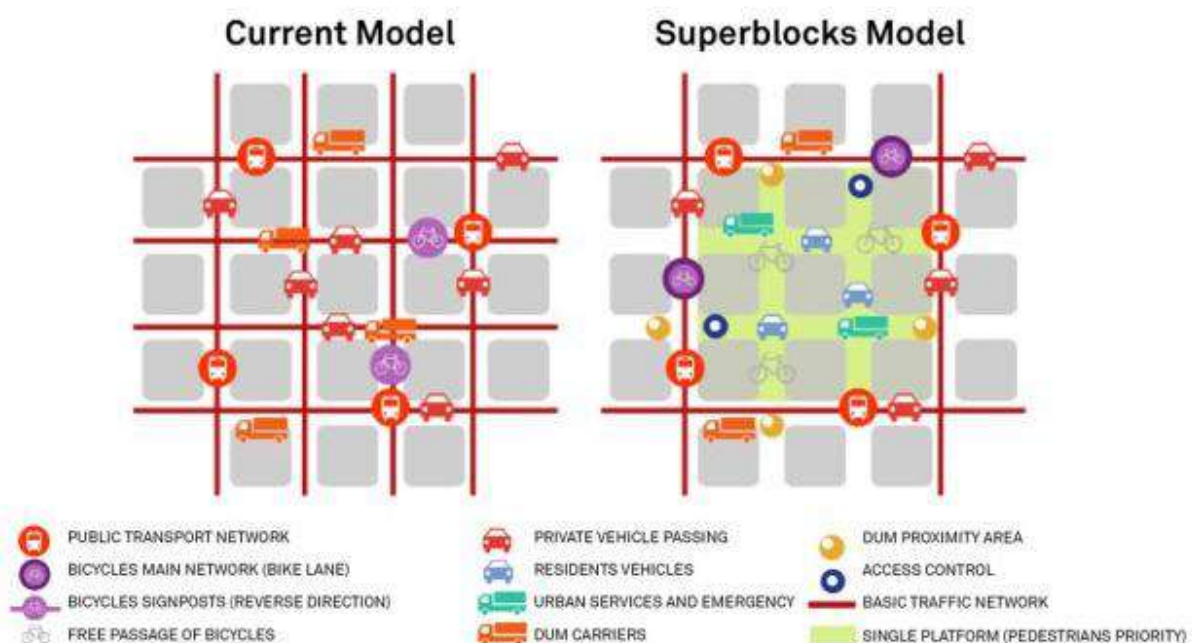 Current Model
Superblocks Model
PUBLIC TRANSPORT NETWORK
BICYCLES MAIN NETWORK (BIKE LANE)
BICYCLES SIGNPOSTS (REVERSE DIRECTION)
FREE PASSAGE OF BICYCLES
PRIVATE VEHICLE PASSING
RESIDENTS VEHICLES
URBAN SERVICES AND EMERGENCY
DUM CARRIERS
DUM PROXIMITY AREA
ACCESS CONTROL
BASIC TRAFFIC NETWORK
SINGLE PLATFORM (PEDESTRIANS PRIORITY)